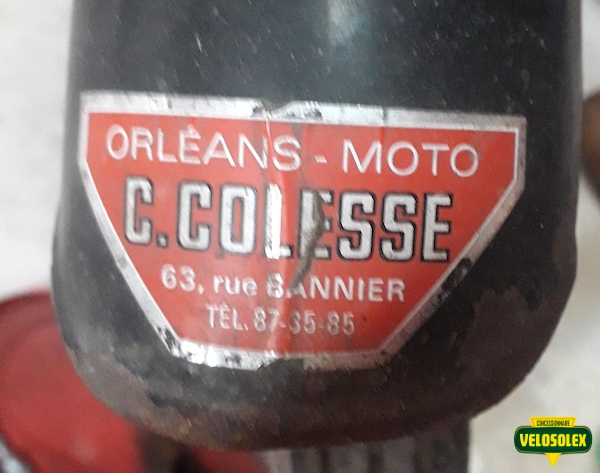 ORLÉANS - MOTO
C.COLESSE
63, rue BANNIER
TÉL. 87-35-85
CONCESSIONNAIRE
VELOSOLEX